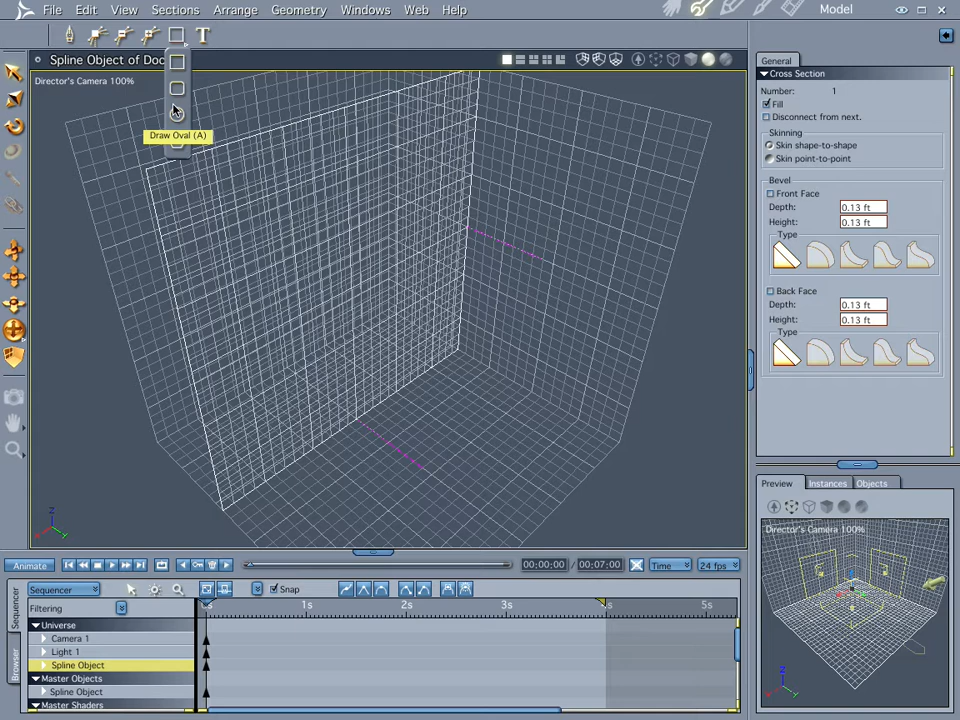 File Edit View Sections Arrange Geometry Windows Web Help Model
T
Spline Object of Doc
Director's Camera 100%
Draw Oval (A)
General
Cross Section
Number: 1
Fill
Disconnect from next.
Skinning
Skin shape-to-shape
Skin point-to-point
Bevel
Front Face
Depth: 0.13 ft
Height: 0.13 ft
Type
Back Face
Depth: 0.13 ft
Height: 0.13 ft
Type
Preview Instances Objects
Director's Camera 100%
Z
Z
Animate 00:00:00 / 00:07:00 Time 24 fps
Sequencer Snap
Filtering
1s 2s 3s 5s
Sequencer
Browser
Universe
Camera 1
Light 1
Spline Object
Master Objects
Spline Object
Master Shaders